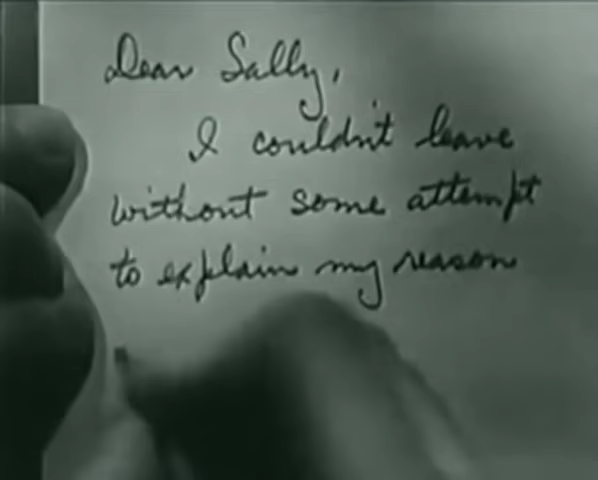 Dear Sally,
I couldn't leave
without some attempt
to explain my reason